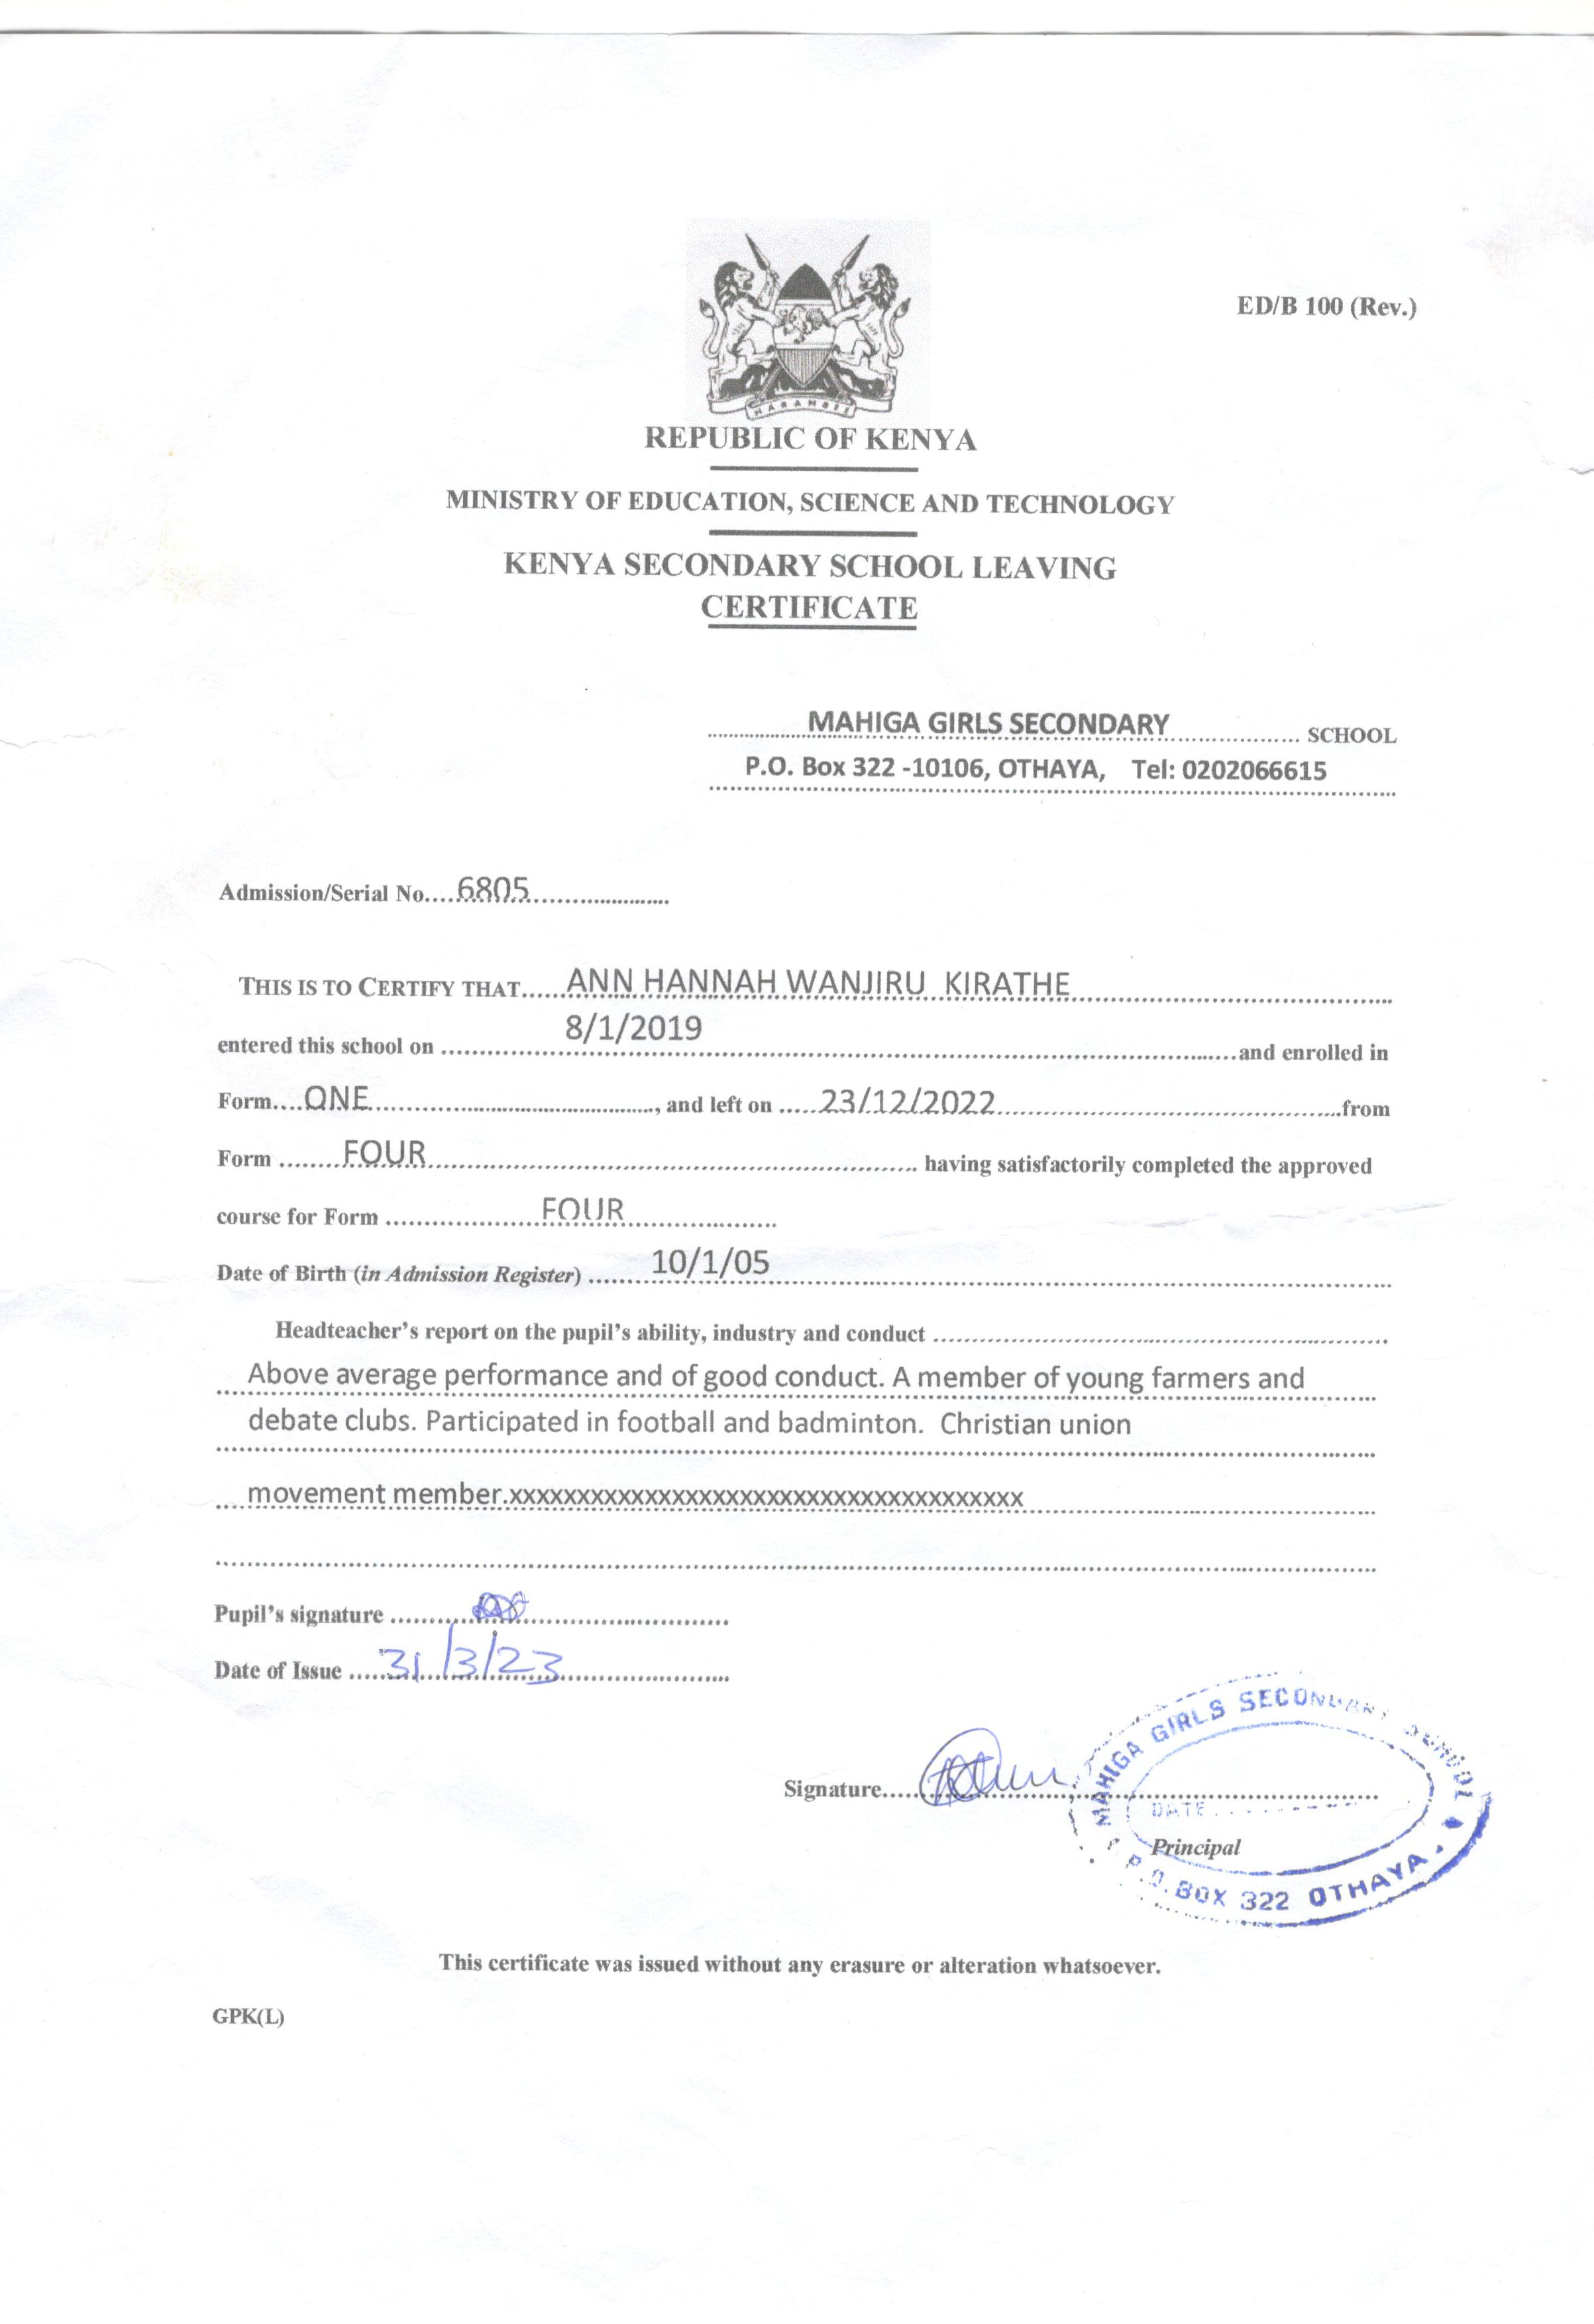 ED/B 100 (Rev.)
HARAMBEE
REPUBLIC OF KENYA
MINISTRY OF EDUCATION, SCIENCE AND TECHNOLOGY
KENYA SECONDARY SCHOOL LEAVING
CERTIFICATE
MAHIGA GIRLS SECONDARY SCHOOL
P.O. Box 322 -10106, OTHAYA, Tel: 0202066615
Admission/Serial No....6805
THIS IS TO CERTIFY THAT.....ANN HANNAH WANJIRU KIRATHE
entered this school on 8/1/2019 and enrolled in
Form....ONE, and left on .....23/12/2022.from
Form ........FOUR having satisfactorily completed the approved
course for Form FOUR
Date of Birth (in Admission Register) ....... 10/1/05
Headteacher's report on the pupil's ability, industry and conduct
Above average performance and of good conduct. A member of young farmers and
debate clubs. Participated in football and badminton. Christian union
movement member.xxxxxxxxxxxxxxxxxxxxxxxxxxxxxxxxxxxxxx
Pupil's signature
Date of Issue 31/3/23
Signature
MAHIGA GIRLS SECONDARY SCHOOL
DATE
Principal
P.O. BOX 322 OTHAYA.
This certificate was issued without any erasure or alteration whatsoever.
GPK(L)